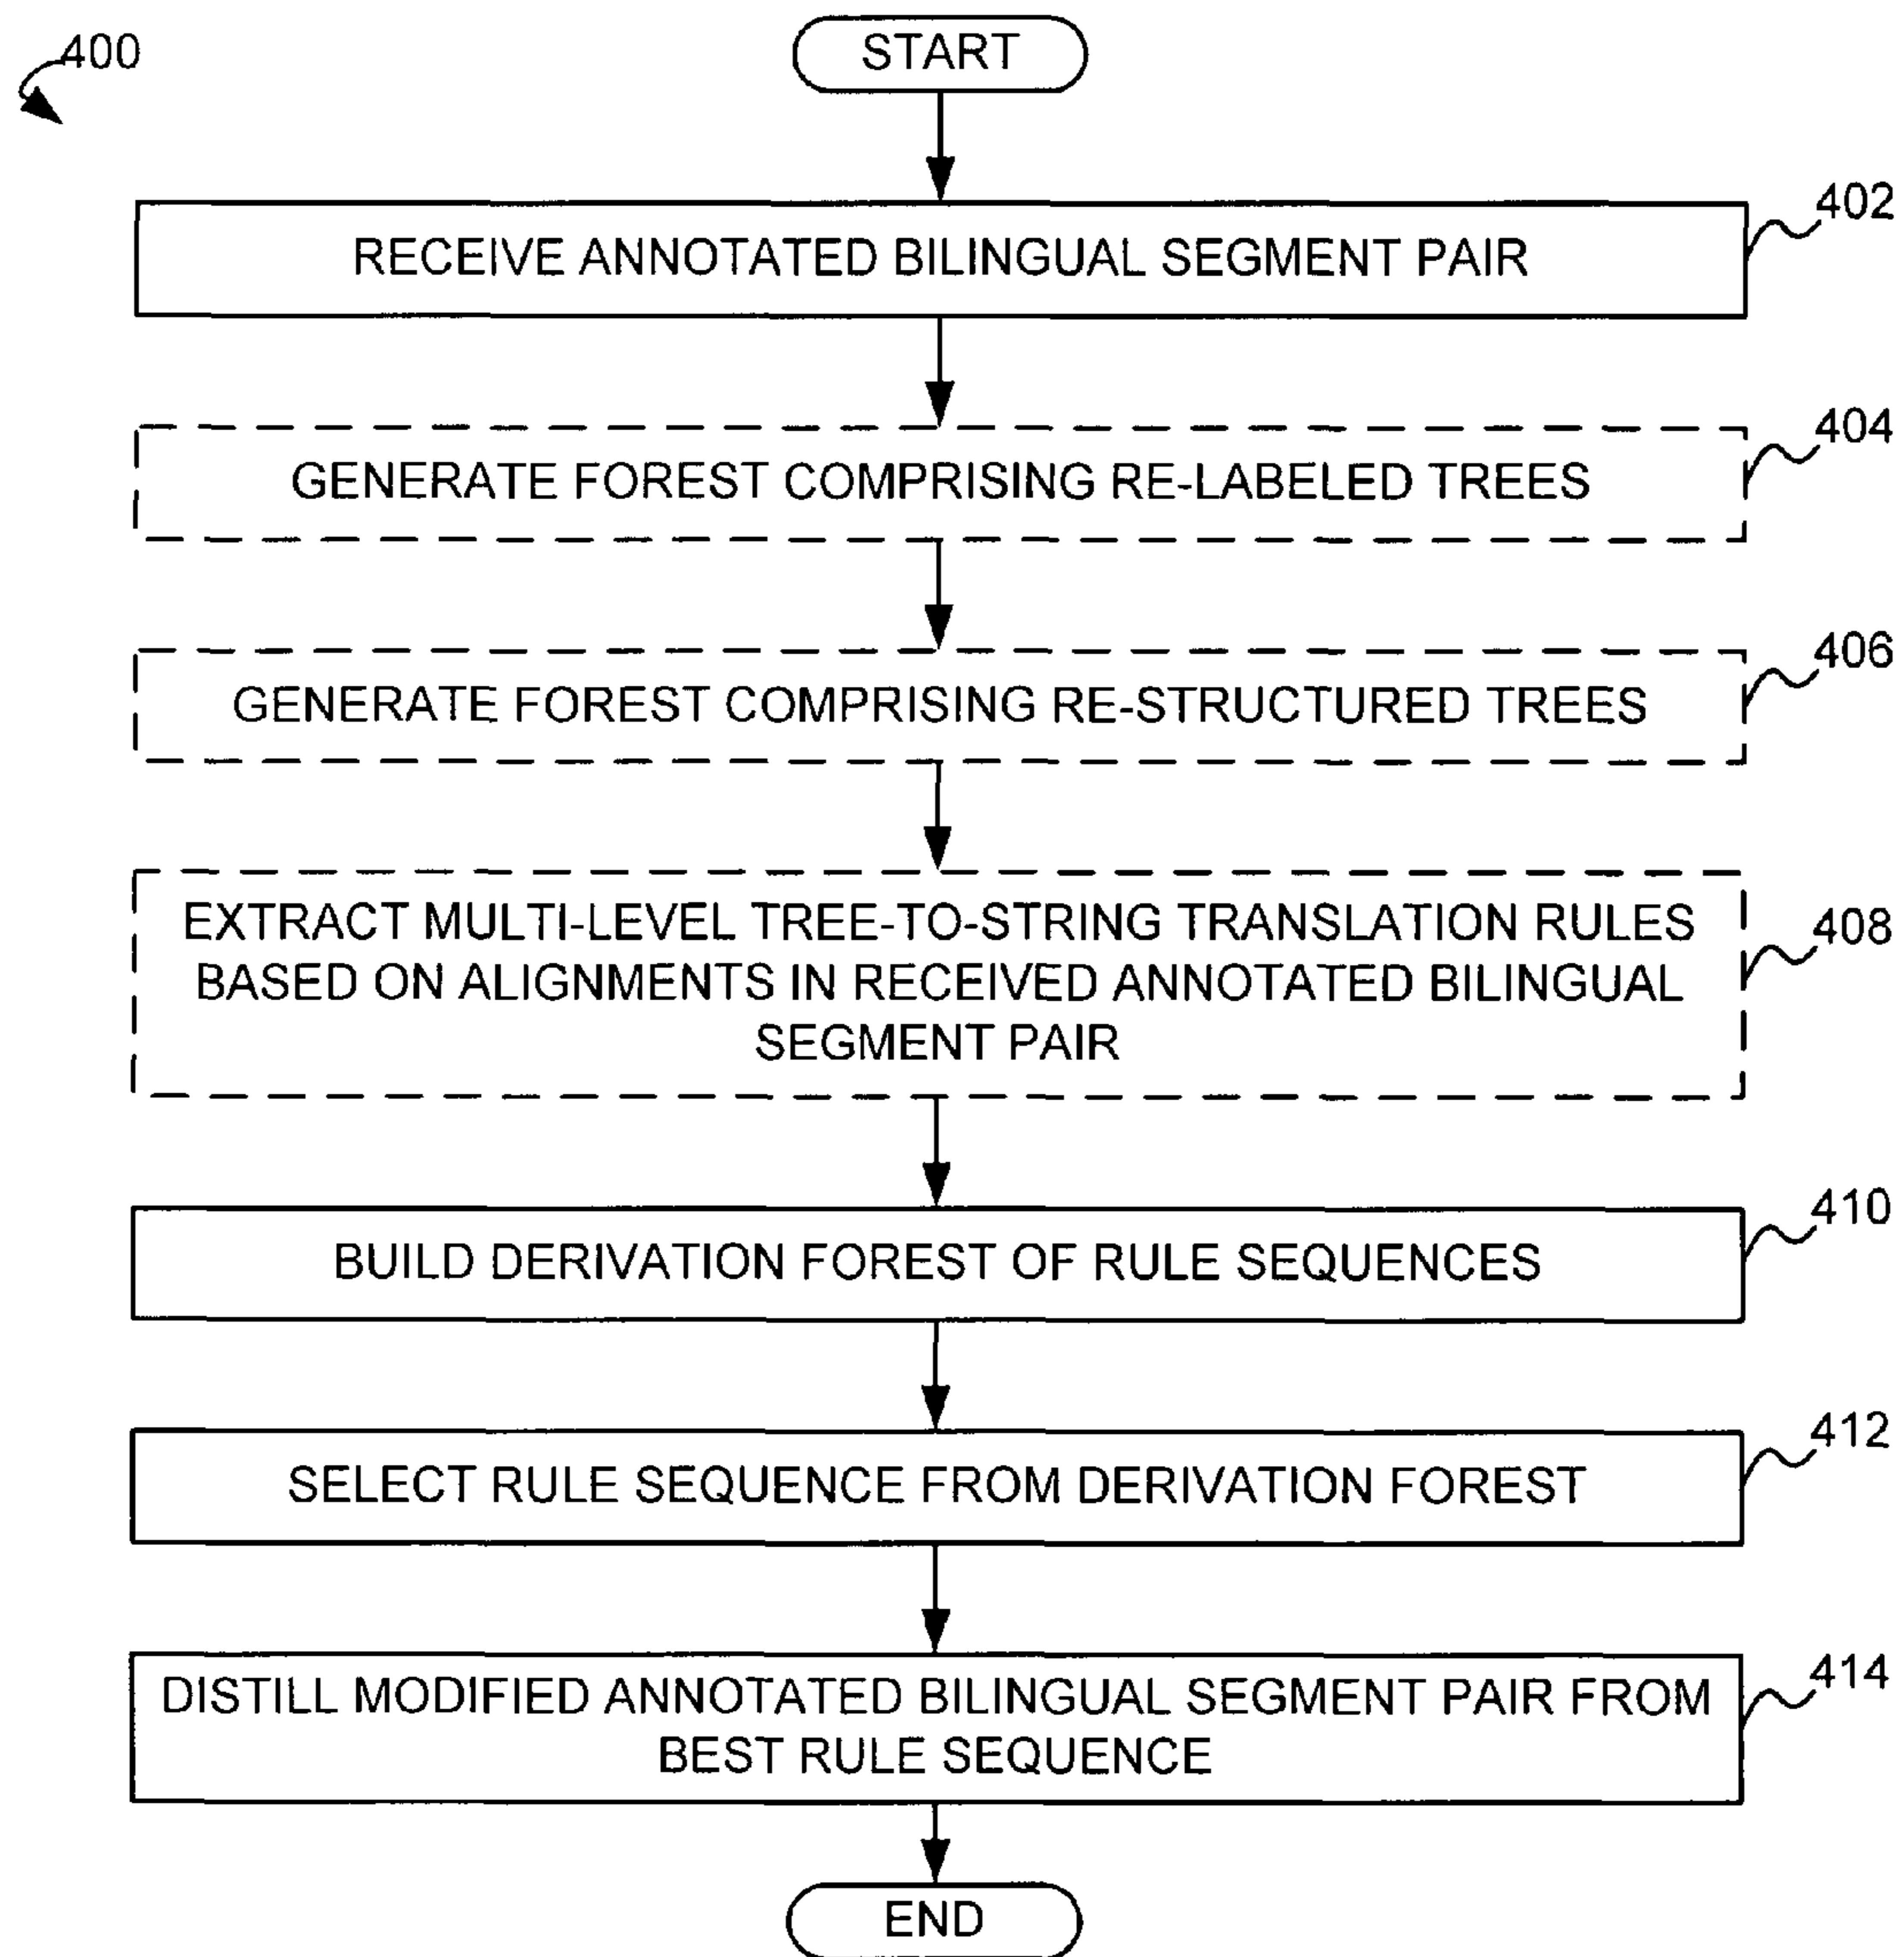 400
START
RECEIVE ANNOTATED BILINGUAL SEGMENT PAIR
402
GENERATE FOREST COMPRISING RE-LABELED TREES
404
GENERATE FOREST COMPRISING RE-STRUCTURED TREES
406
EXTRACT MULTI-LEVEL TREE-TO-STRING TRANSLATION RULES
BASED ON ALIGNMENTS IN RECEIVED ANNOTATED BILINGUAL
SEGMENT PAIR
408
BUILD DERIVATION FOREST OF RULE SEQUENCES
410
SELECT RULE SEQUENCE FROM DERIVATION FOREST
412
DISTILL MODIFIED ANNOTATED BILINGUAL SEGMENT PAIR FROM
BEST RULE SEQUENCE
414
END